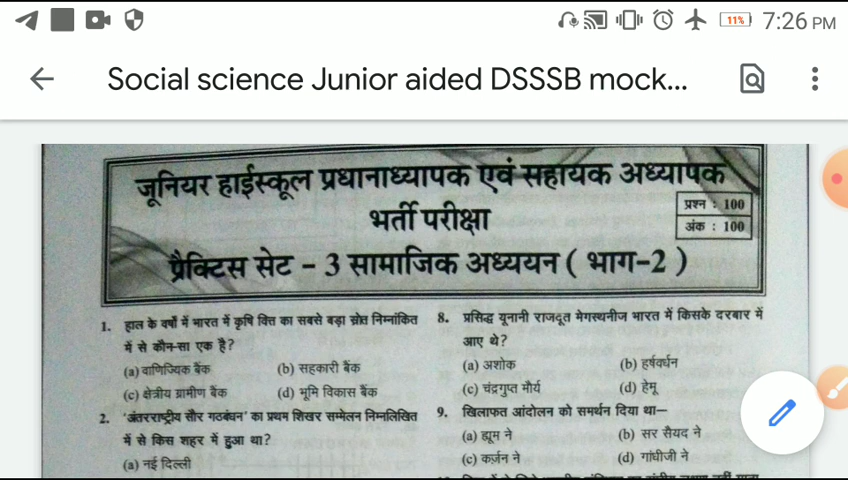 11% 7:26 PM
Social science Junior aided DSSSB mock...
जूनियर हाईस्कूल प्रधानाध्यापक एवं सहायक अध्यापक
भर्ती परीक्षा
प्रश्न : 100
अंक : 100
प्रैक्टिस सेट - 3 सामाजिक अध्ययन ( भाग-2 )
1. हाल के वर्षों में भारत में कृषि वित्त का सबसे बड़ा स्रोत निम्नांकित
में से कौन-सा एक है?
(a) वाणिज्यिक बैंक (b) सहकारी बैंक
(c) क्षेत्रीय ग्रामीण बैंक (d) भूमि विकास बैंक
2. 'अंतरराष्ट्रीय सौर गठबंधन' का प्रथम शिखर सम्मेलन निम्नलिखित
में से किस शहर में हुआ था?
(a) नई दिल्ली
8. प्रसिद्ध यूनानी राजदूत मेगस्थनीज भारत में किसके दरबार में
आए थे?
(a) अशोक (b) हर्षवर्धन
(c) चंद्रगुप्त मौर्य (d) हेमू
9. खिलाफत आंदोलन को समर्थन दिया था—
(a) ह्यूम ने (b) सर सैयद ने
(c) कर्ज़न ने (d) गांधीजी ने